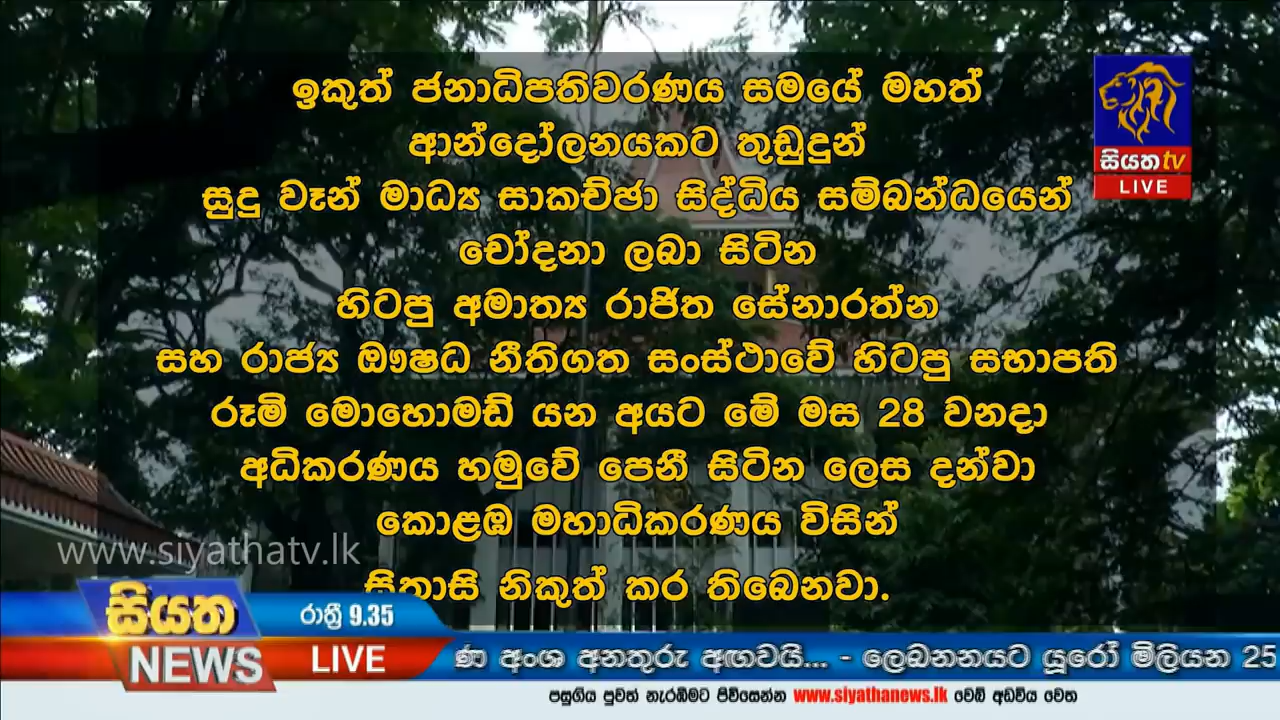 ඉකුත් ජනාධිපතිවරණය සමයේ මහත්
ආන්දෝලනයකට තුඩුදුන්
සුදු වෑන් මාධ්‍ය සාකච්ඡා සිද්ධිය සම්බන්ධයෙන්
චෝදනා ලබා සිටින
හිටපු අමාත්‍ය රාජිත සේනාරත්න
සහ රාජ්‍ය ඖෂධ නීතිගත සංස්ථාවේ හිටපු සභාපති
රූමි මොහොමඩ් යන අයට මේ මස 28 වනදා
අධිකරණය හමුවේ පෙනී සිටින ලෙස දන්වා
කොළඹ මහාධිකරණය විසින්
සිතාසි නිකුත් කර තිබෙනවා.
සියත tv
LIVE
www.siyathatv.lk
සියත
NEWS
රාත්‍රී 9.35
LIVE
ණ අංශ අනතුරු අඟවයි... - ලෙබනනයට යූරෝ මිලියන 25
පසුගිය පුවත් නැරඹීමට පිවිසෙන්න www.siyathanews.lk වෙබ් අඩවිය වෙත